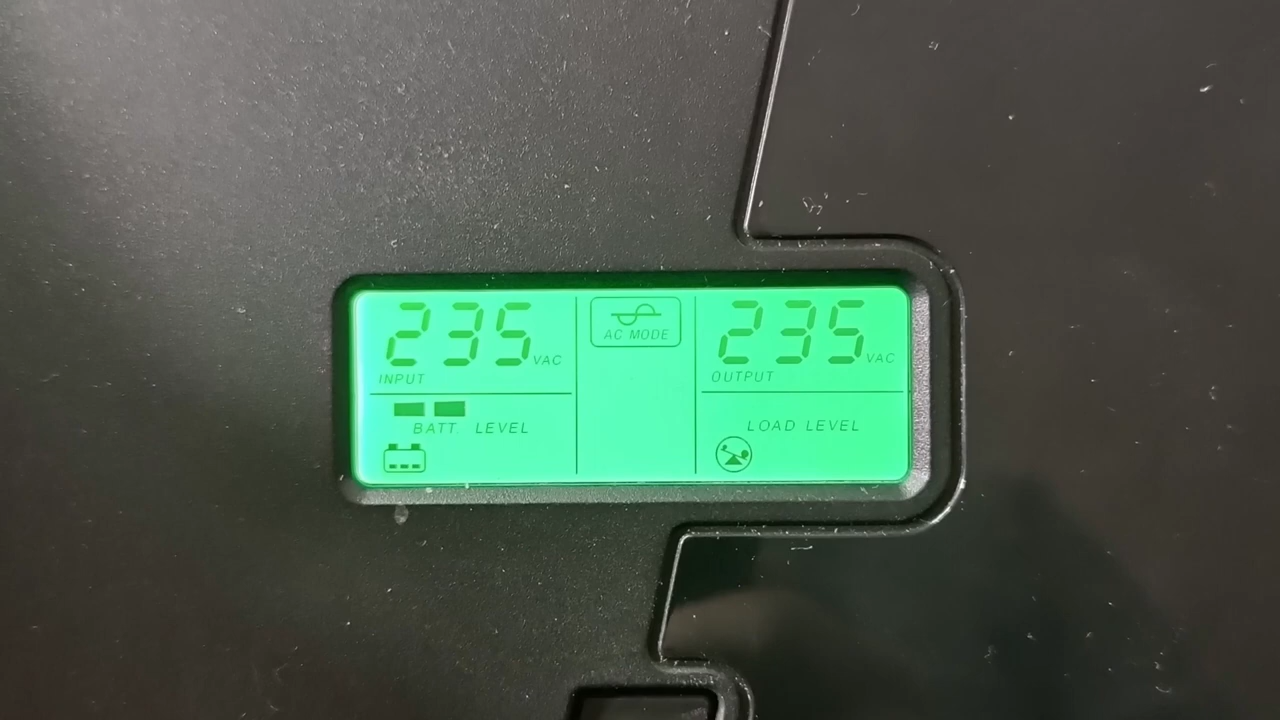 235 VAC
INPUT
AC MODE
235 VAC
OUTPUT
BATT. LEVEL
LOAD LEVEL